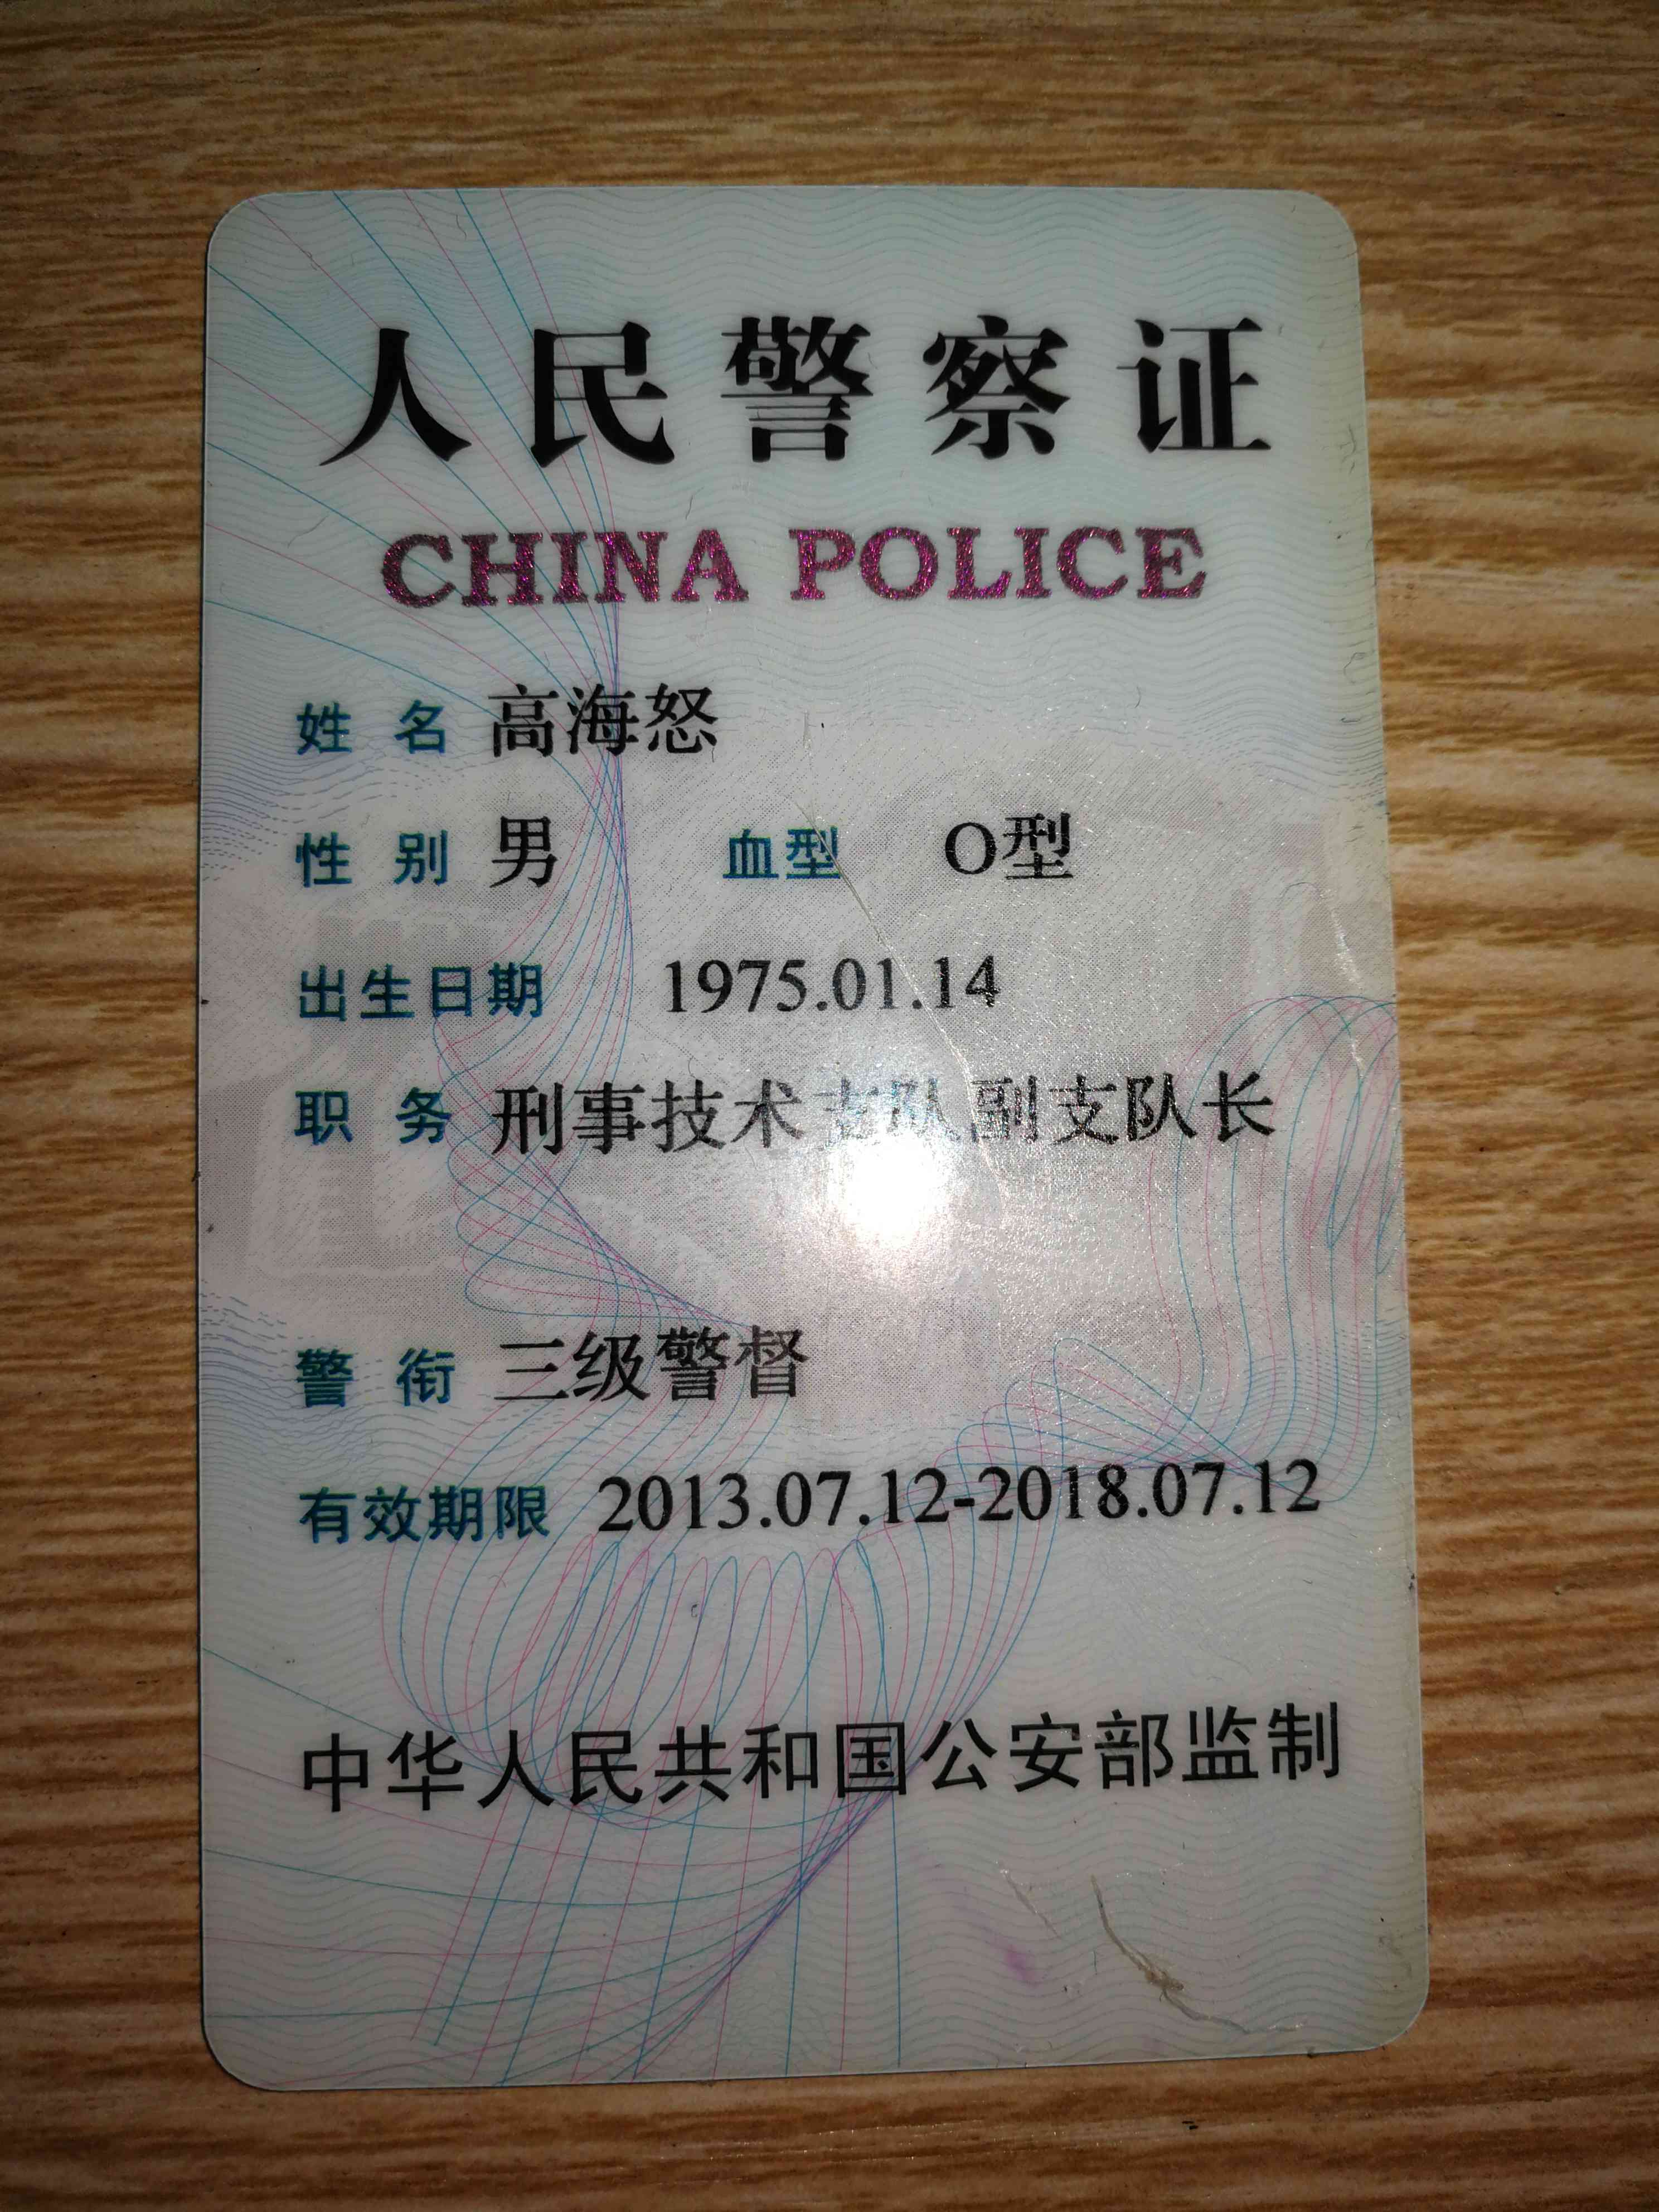 人民警察证
CHINA POLICE
姓 名 高海怒
性 别 男 血型 O型
出生日期 1975.01.14
职 务 刑事技术支队副支队长
警 衔 三级警督
有效期限 2013.07.12-2018.07.12
中华人民共和国公安部监制